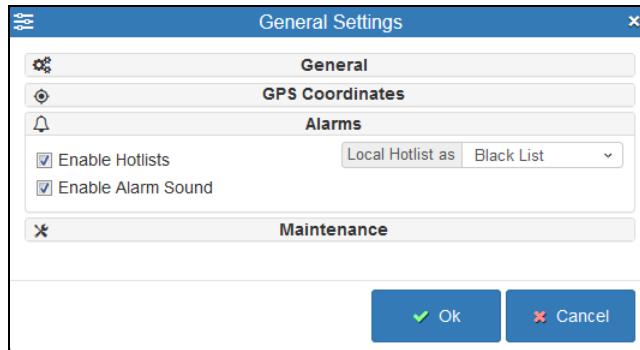 General Settings
General
GPS Coordinates
Alarms
Enable Hotlists
Local Hotlist as Black List
Enable Alarm Sound
Maintenance
Ok Cancel